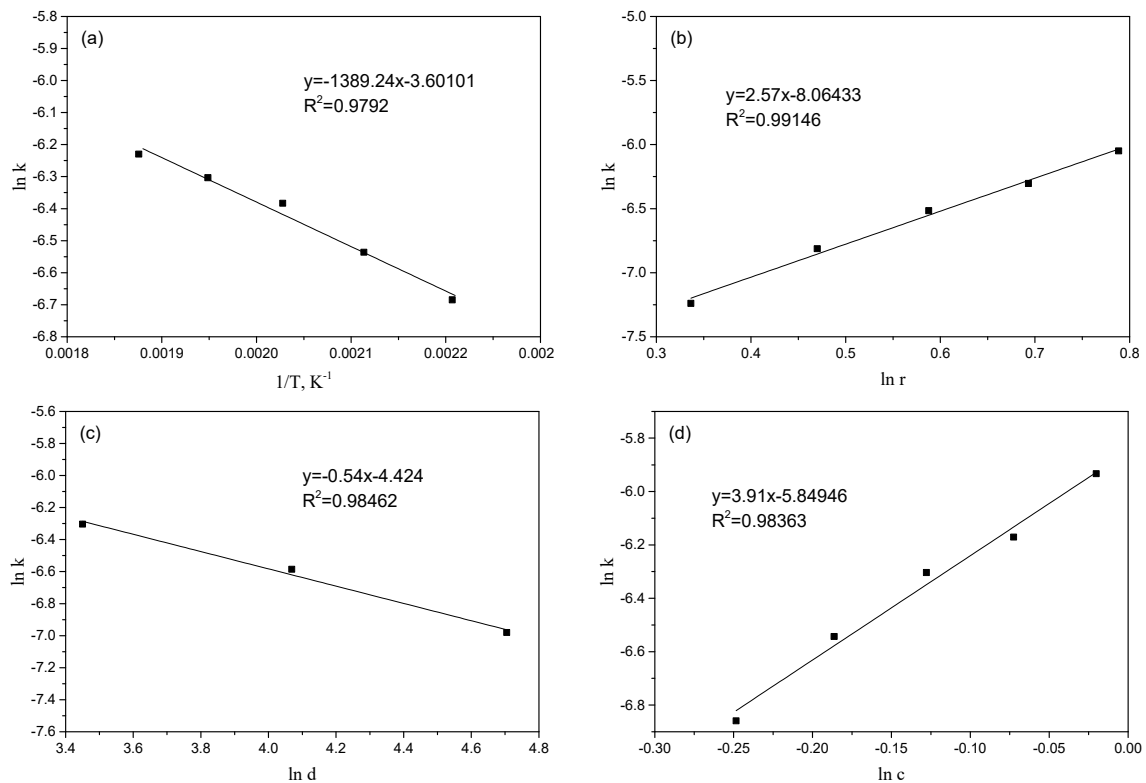 (a)
y=-1389.24x-3.60101
R²=0.9792
-5.8
-5.9
-6.0
-6.1
-6.2
-6.3
-6.4
-6.5
-6.6
-6.7
-6.8
ln k
0.0018 0.0019 0.0020 0.0021 0.0022 0.002
1/T, K⁻¹
(b)
y=2.57x-8.06433
R²=0.99146
-5.0
-5.5
-6.0
-6.5
-7.0
-7.5
ln k
0.3 0.4 0.5 0.6 0.7 0.8
ln r
(c)
y=-0.54x-4.424
R²=0.98462
-5.6
-5.8
-6.0
-6.2
-6.4
-6.6
-6.8
-7.0
-7.2
-7.4
-7.6
ln k
3.4 3.6 3.8 4.0 4.2 4.4 4.6 4.8
ln d
(d)
y=3.91x-5.84946
R²=0.98363
-5.8
-6.0
-6.2
-6.4
-6.6
-6.8
ln k
-0.30 -0.25 -0.20 -0.15 -0.10 -0.05 0.00
ln c